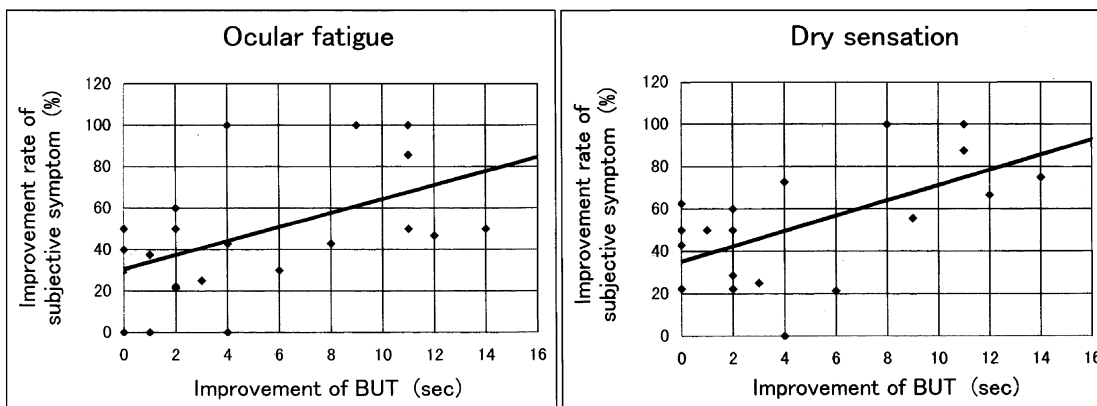 Ocular fatigue
Improvement rate of
subjective symptom (%)
120
100
80
60
40
20
0
0 2 4 6 8 10 12 14 16
Improvement of BUT (sec)
Dry sensation
Improvement rate of
subjective symptom (%)
120
100
80
60
40
20
0
0 2 4 6 8 10 12 14 16
Improvement of BUT (sec)